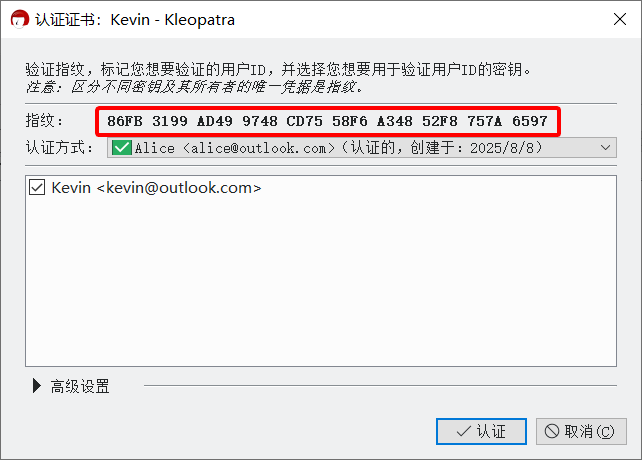 认证证书：Kevin - Kleopatra
验证指纹，标记您想要验证的用户ID，并选择您想要用于验证用户ID的密钥。
注意：区分不同密钥及其所有者的唯一凭据是指纹。
指纹： 86FB 3199 AD49 9748 CD75 58F6 A348 52F8 757A 6597
认证方式： Alice <alice@outlook.com>（认证的，创建于：2025/8/8）
Kevin <kevin@outlook.com>
高级设置
认证 取消(C)